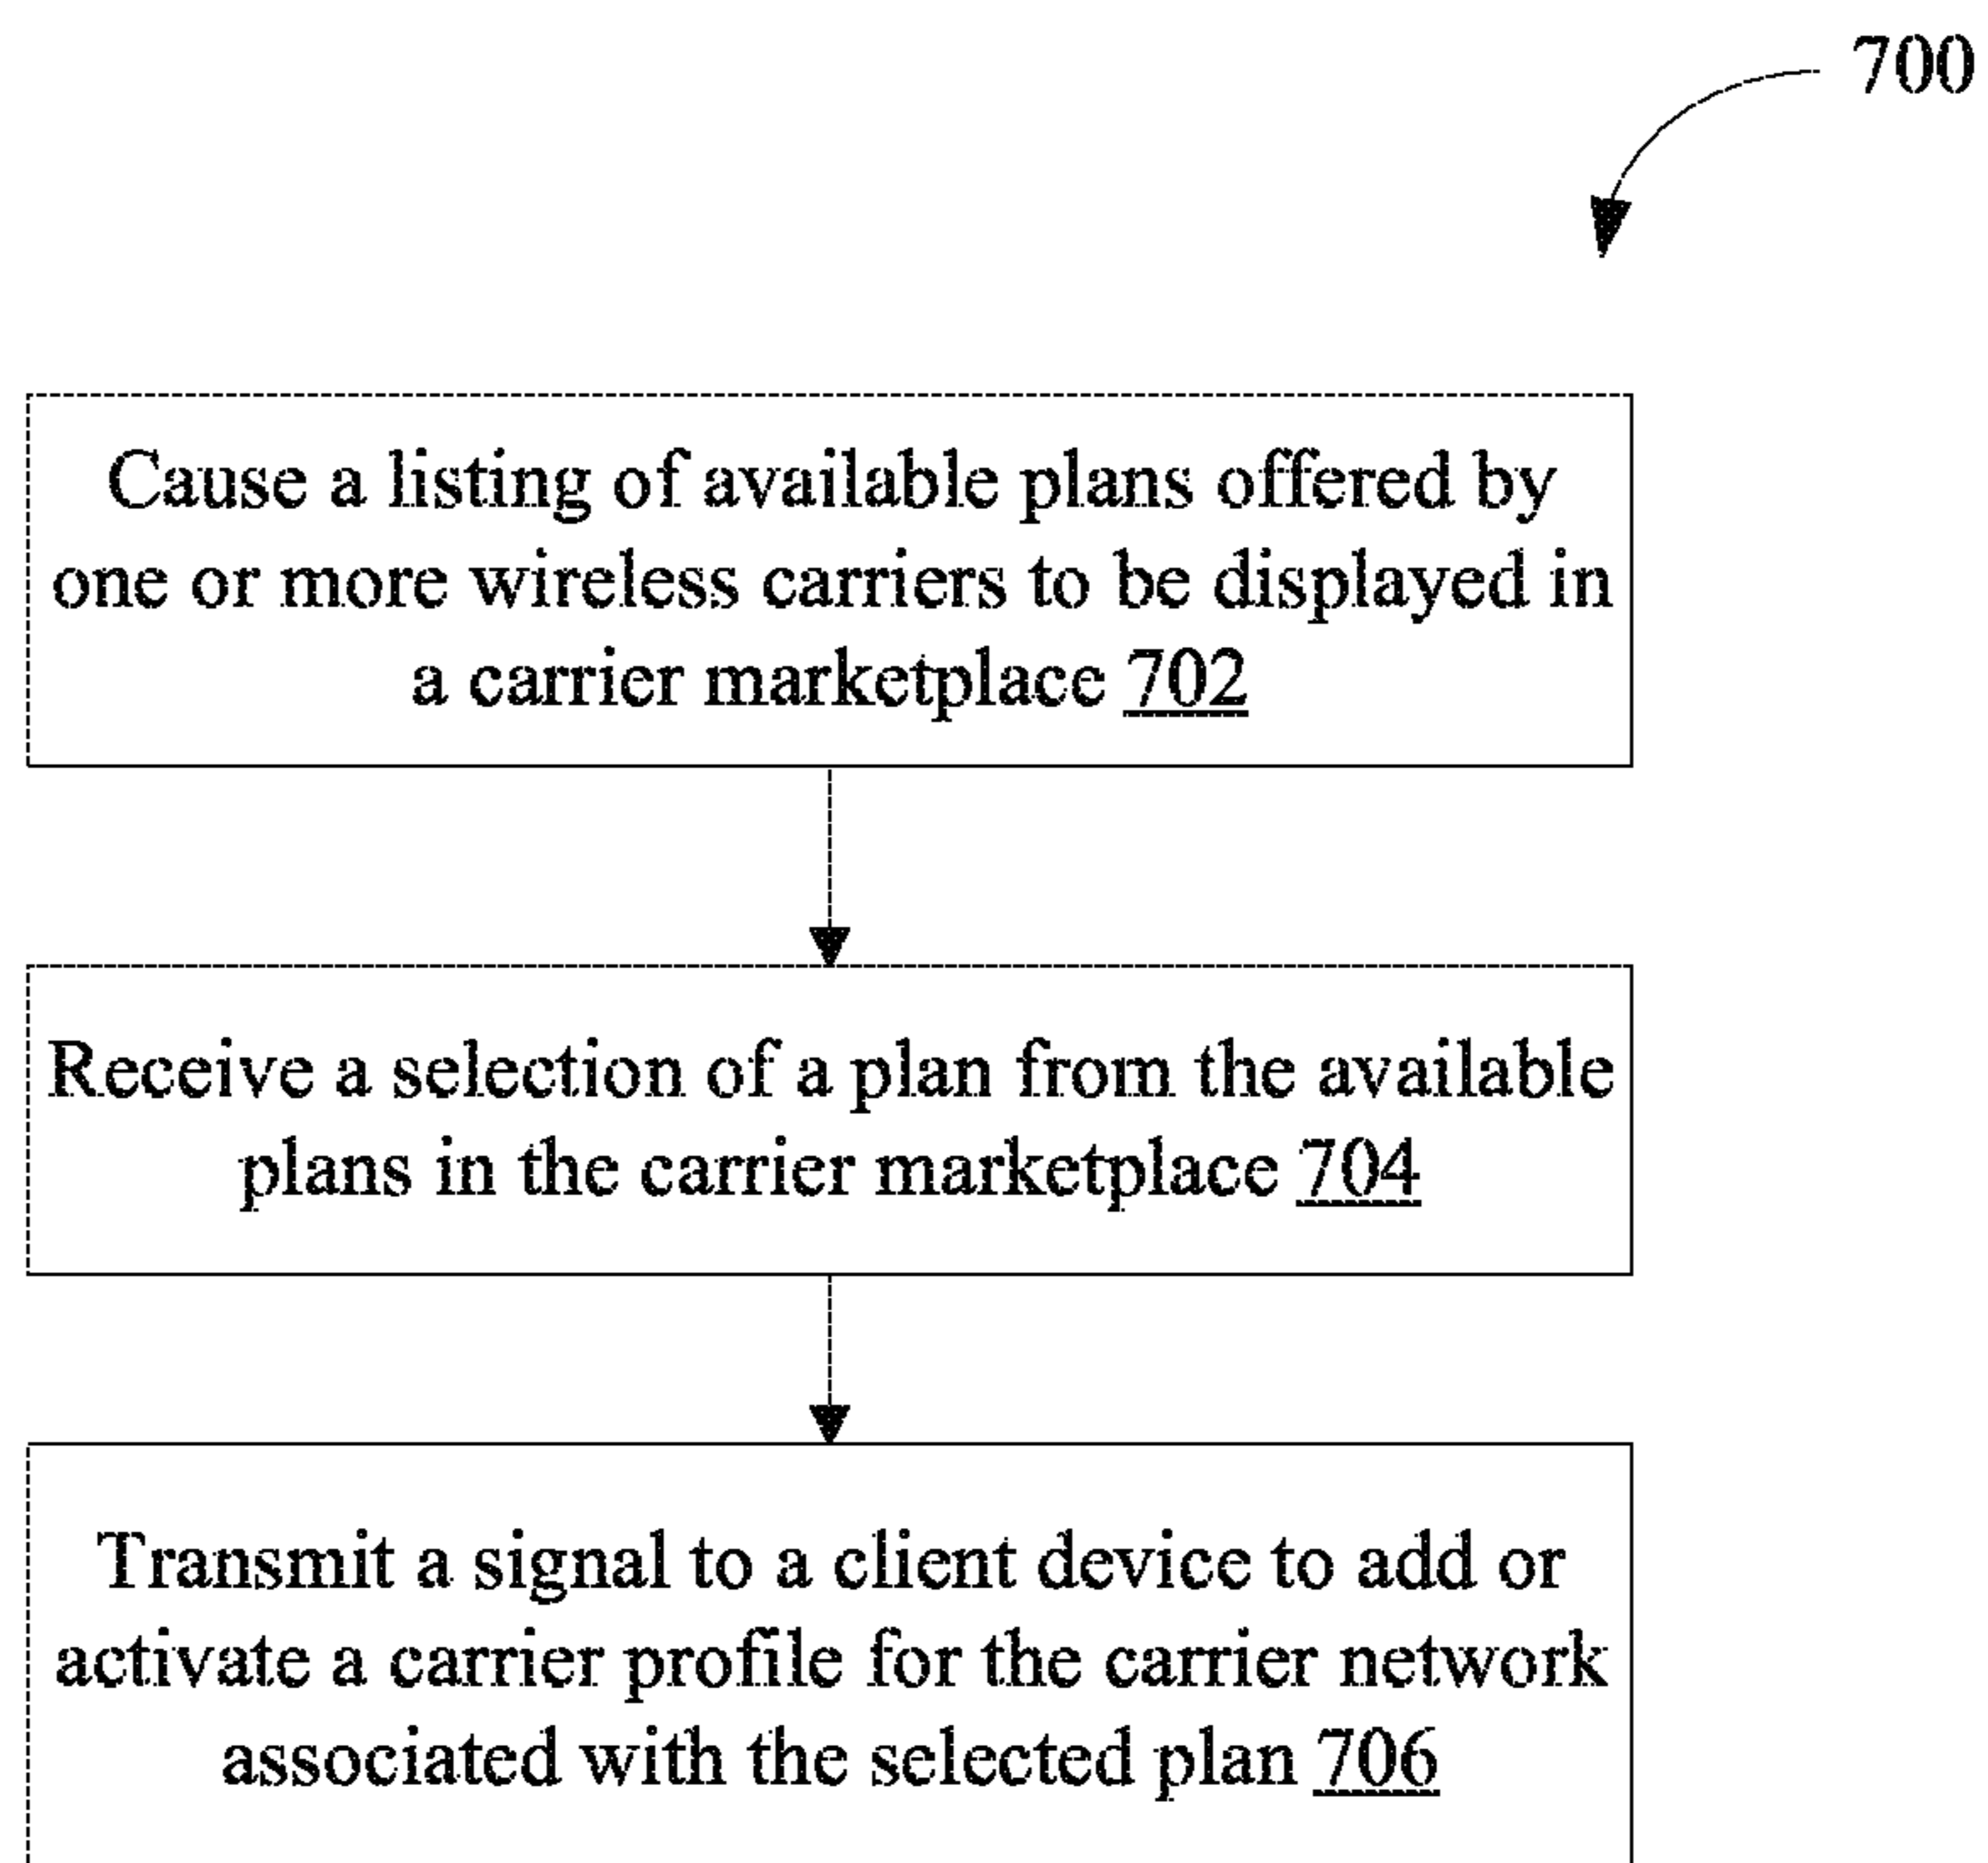 700
Cause a listing of available plans offered by
one or more wireless carriers to be displayed in
a carrier marketplace 702
Receive a selection of a plan from the available
plans in the carrier marketplace 704
Transmit a signal to a client device to add or
activate a carrier profile for the carrier network
associated with the selected plan 706